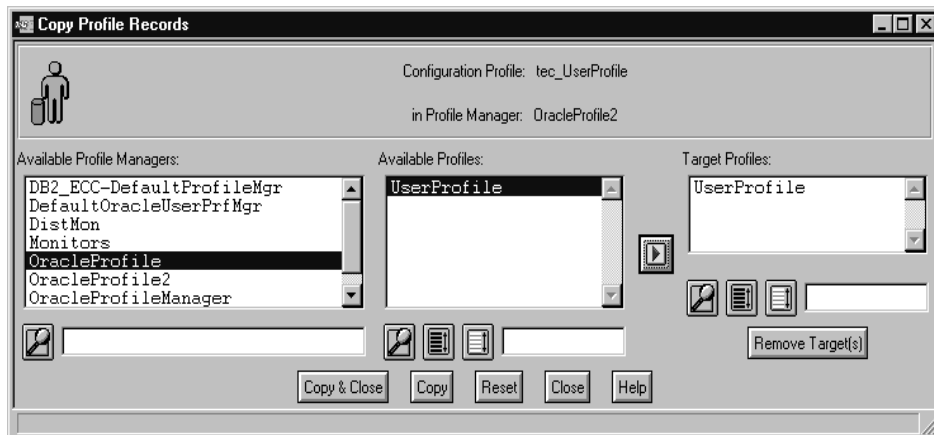 Copy Profile Records
Configuration Profile: tec_UserProfile
in Profile Manager: OracleProfile2
Available Profile Managers:
DB2_ECC-DefaultProfileMgr
DefaultOracleUserPrfMgr
DistMon
Monitors
OracleProfile
OracleProfile2
OracleProfileManager
Available Profiles:
UserProfile
Target Profiles:
UserProfile
Remove Target(s)
Copy & Close
Copy
Reset
Close
Help